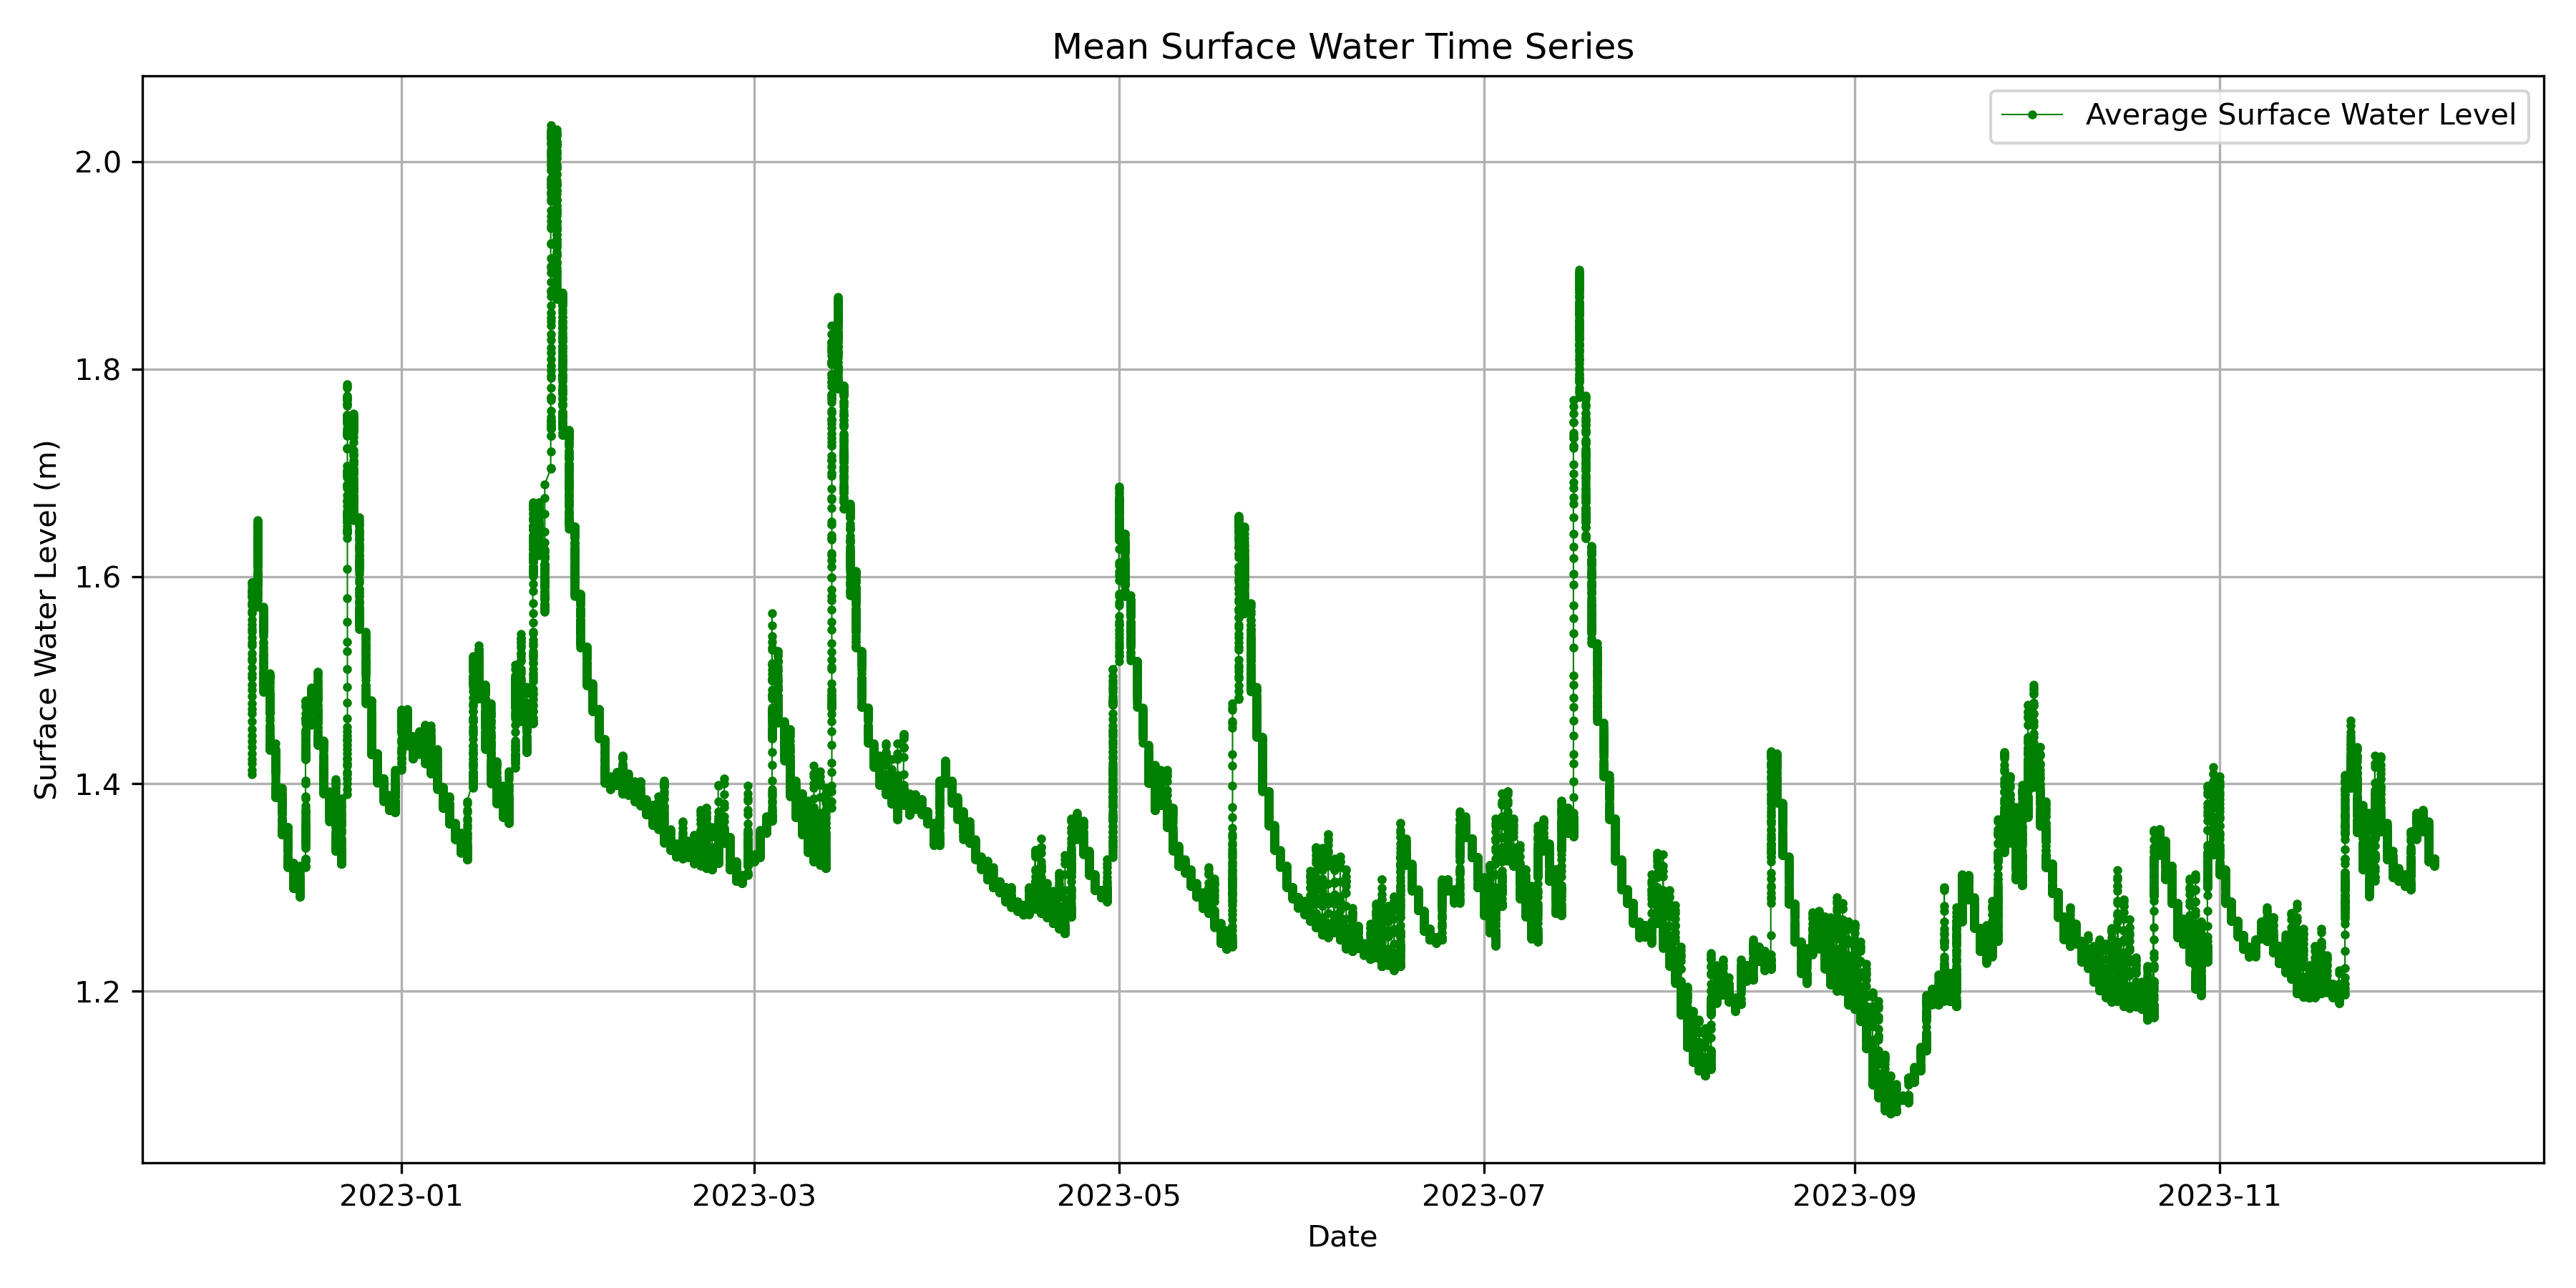 Mean Surface Water Time Series
Average Surface Water Level
Surface Water Level (m)
2.0
1.8
1.6
1.4
1.2
2023-01 2023-03 2023-05 2023-07 2023-09 2023-11
Date